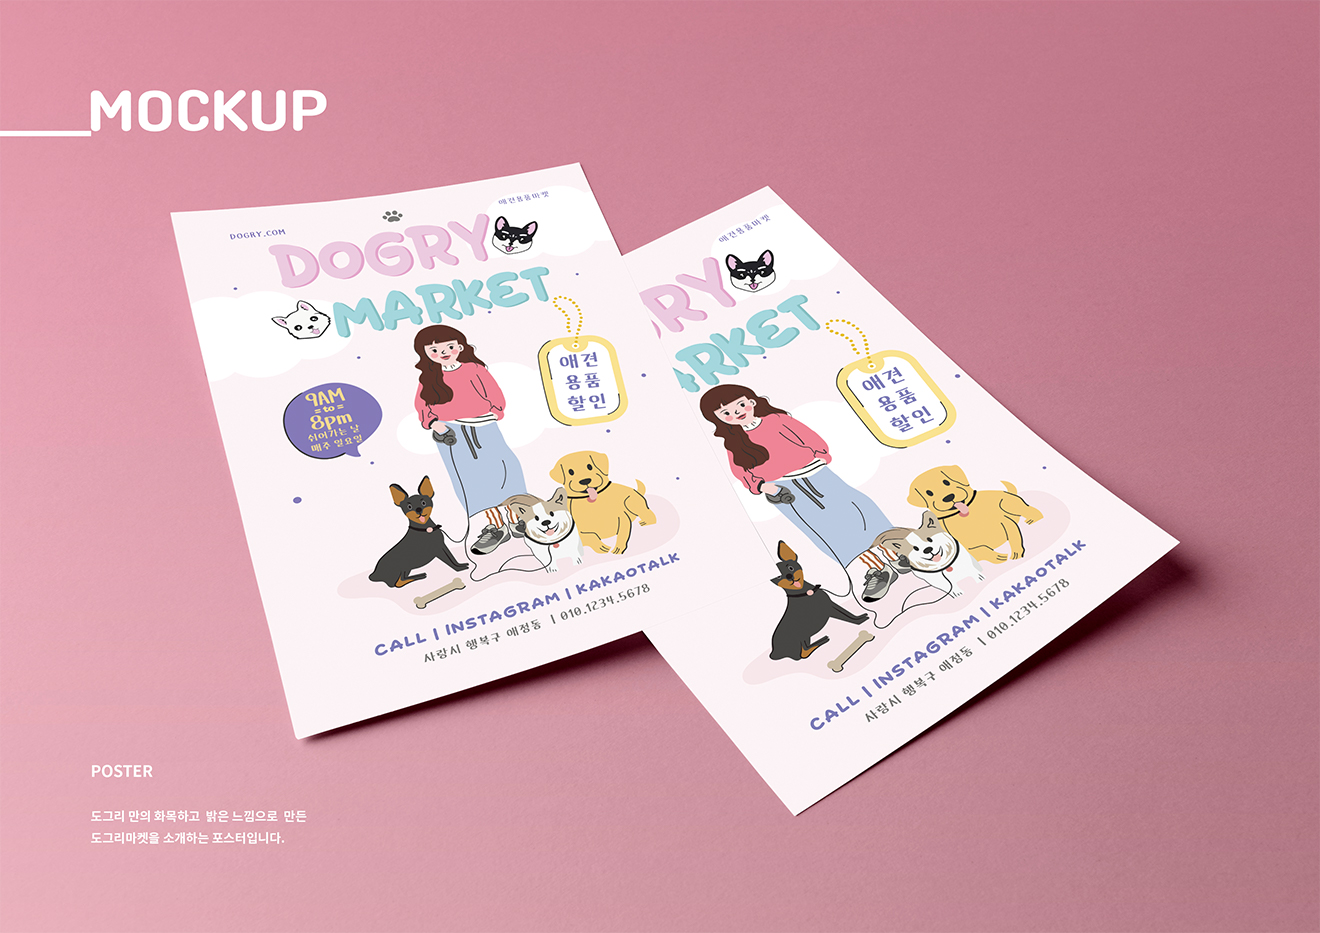 MOCKUP
애견용품마켓
DOGRY.COM
DOGRY
MARKET
애견
용품
할인
9AM
=to=
8pm
쉬어가는 날
매주 일요일
CALL | INSTAGRAM | KAKAOTALK
사랑시 행복구 애정동 | 010.1234.5678
애견용품마켓
RY
RKET
애견
용품
할인
CALL | INSTAGRAM | KAKAOTALK
사랑시 행복구 애정동 | 010.1234.5678
POSTER
도그리 만의 화목하고 밝은 느낌으로 만든
도그리마켓을 소개하는 포스터입니다.